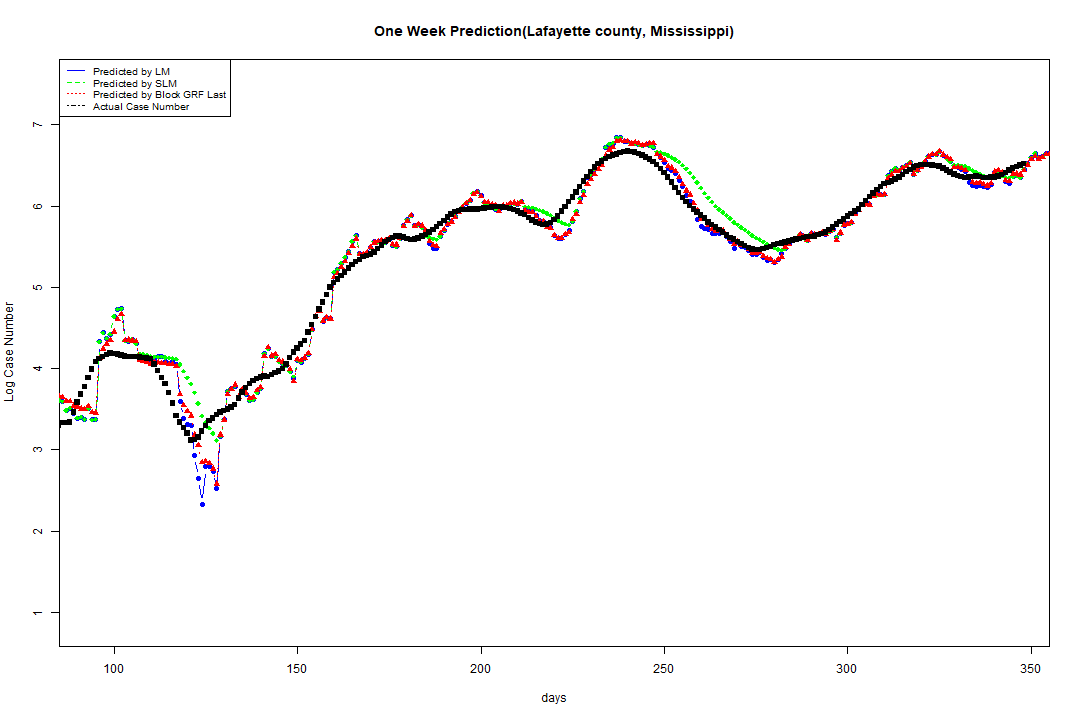 One Week Prediction(Lafayette county, Mississippi)
Predicted by LM
Predicted by SLM
Predicted by Block GRF Last
Actual Case Number
7
6
5
4
3
2
1
Log Case Number
100 150 200 250 300 350
days